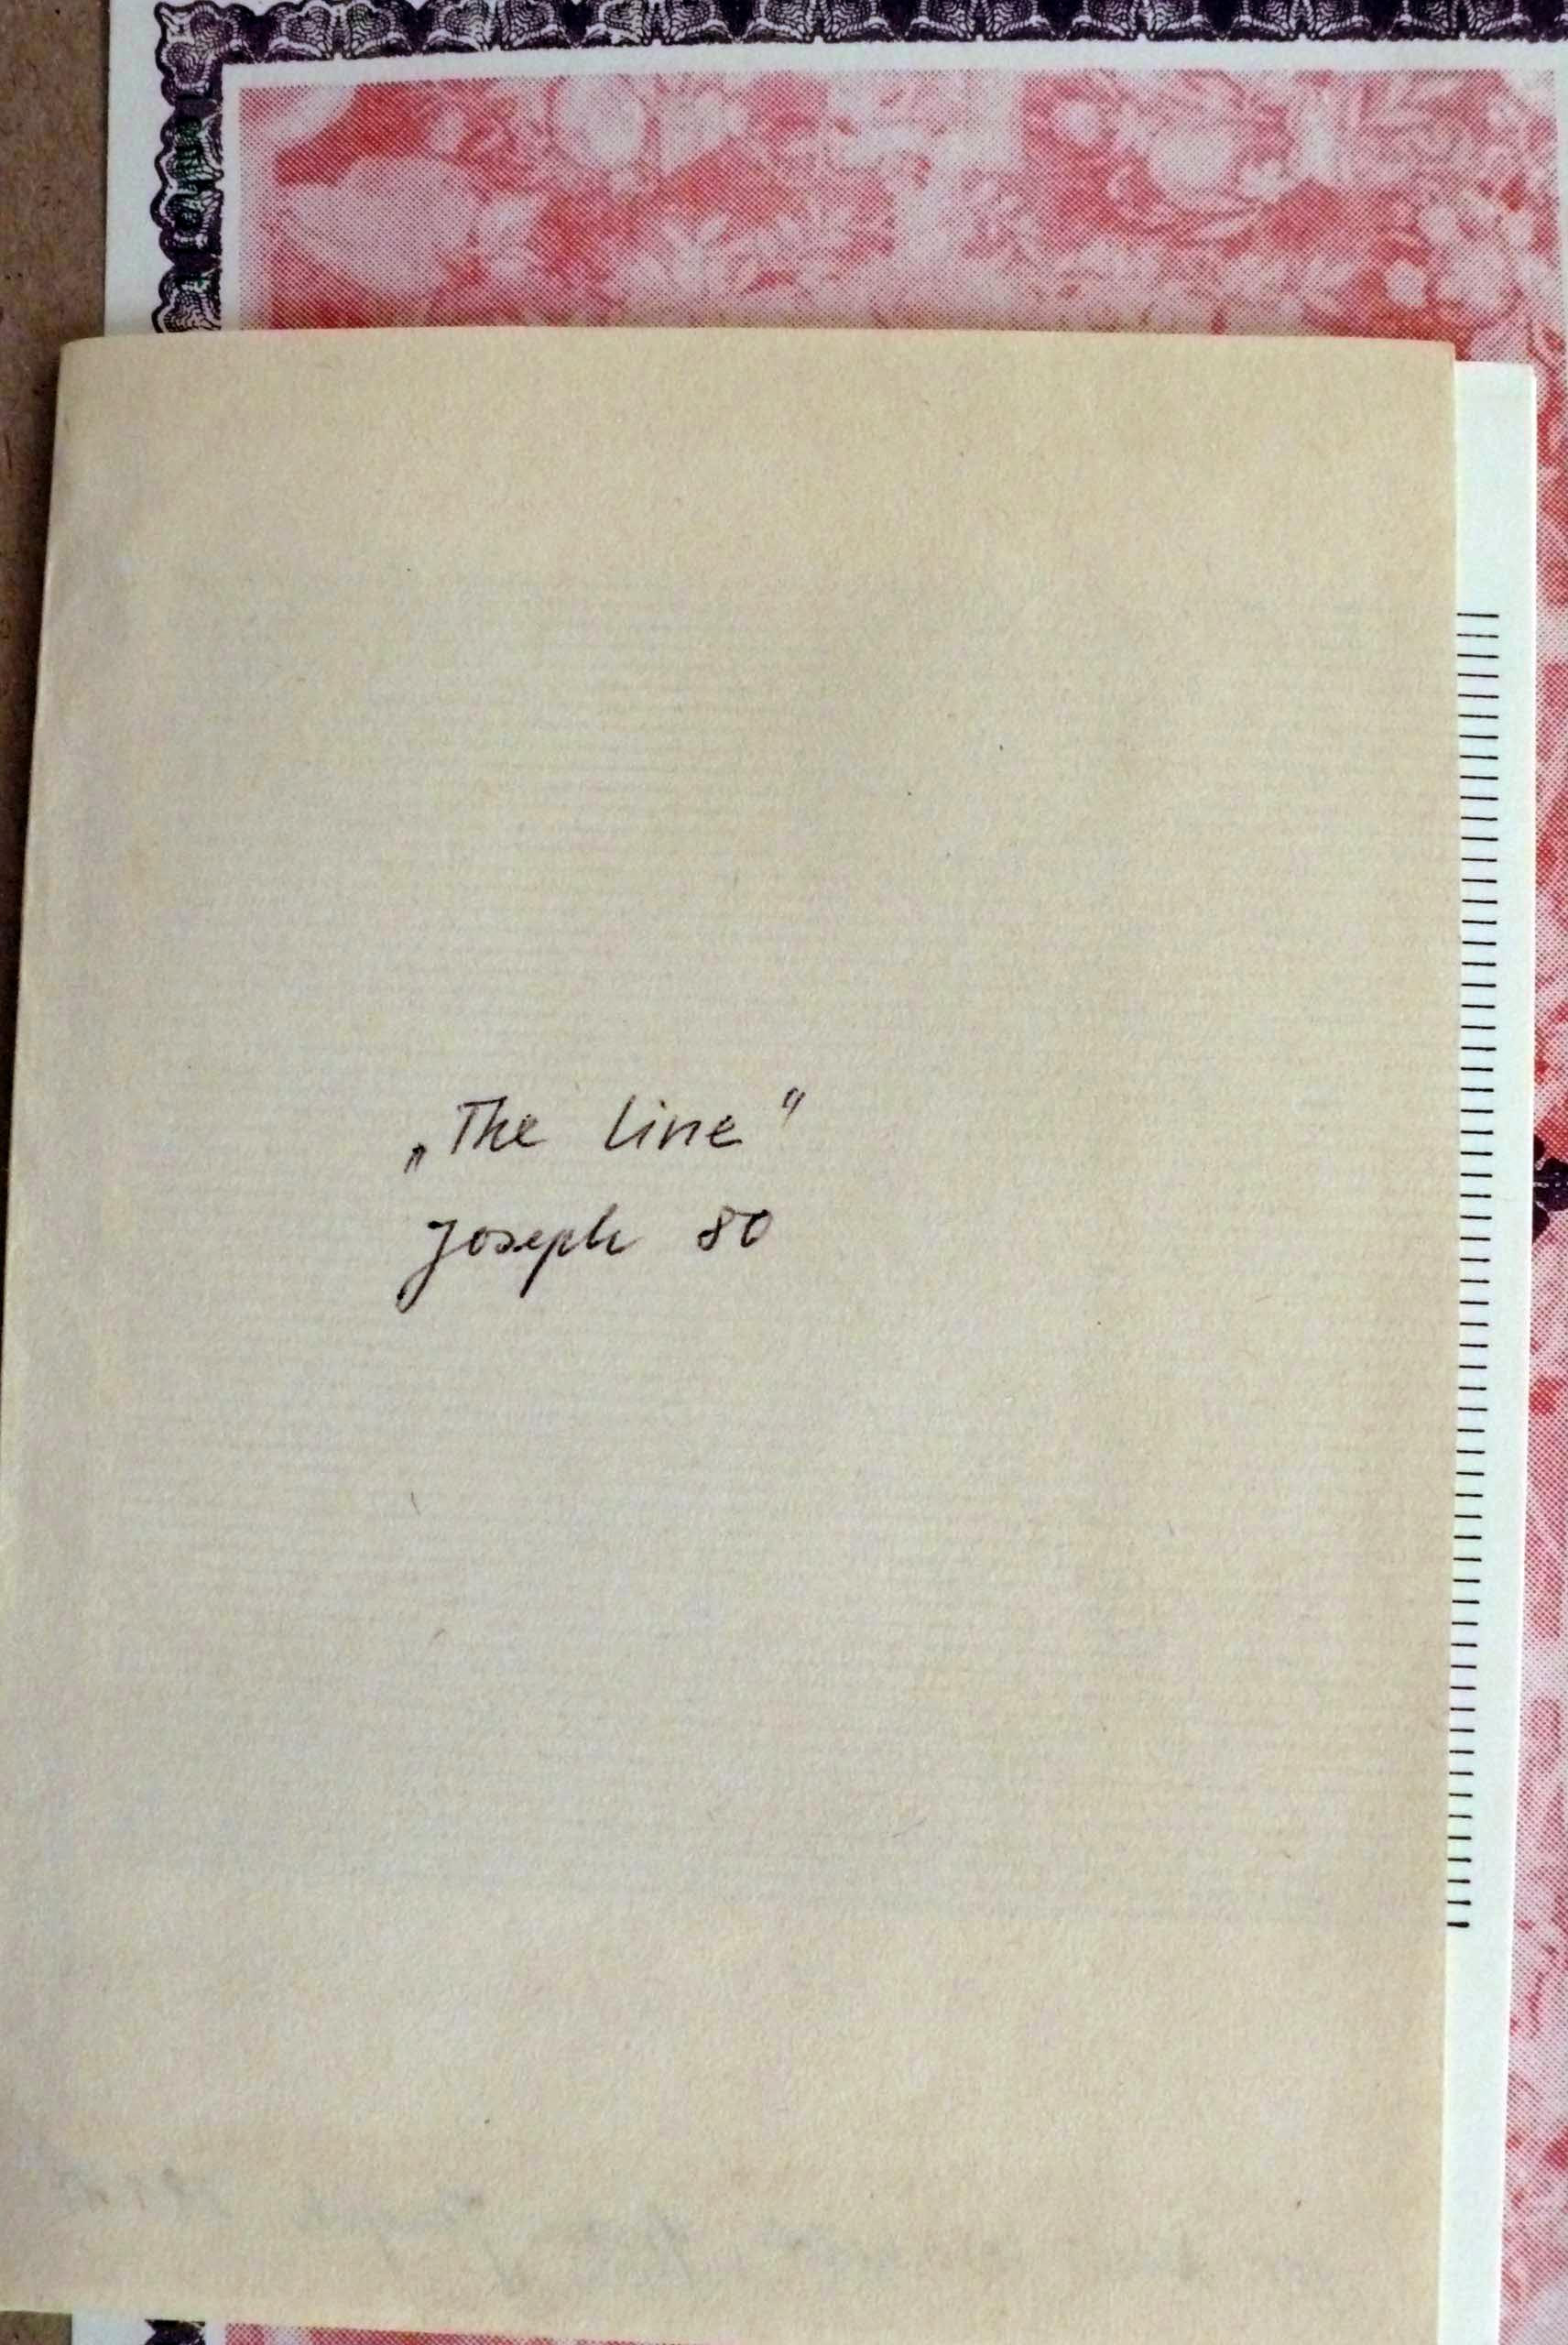 „The line“
Joseph 80